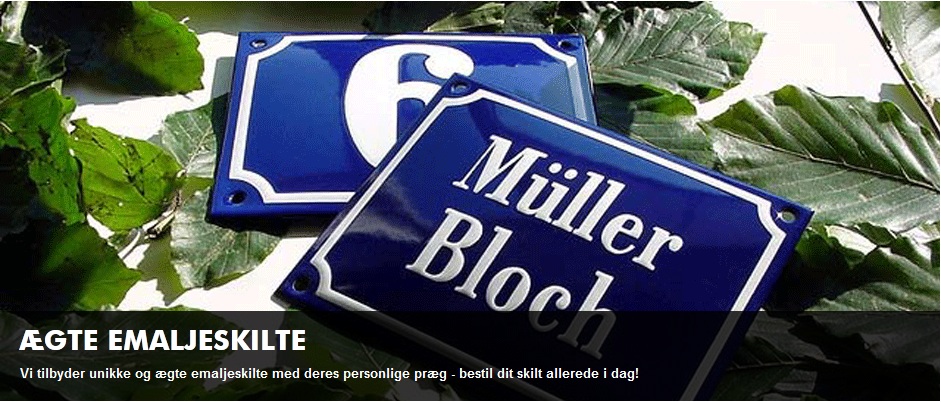 6
Müller
Bloch
ÆGTE EMALJESKILTE
Vi tilbyder unikke og ægte emaljeskilte med deres personlige præg - bestil dit skilt allerede i dag!